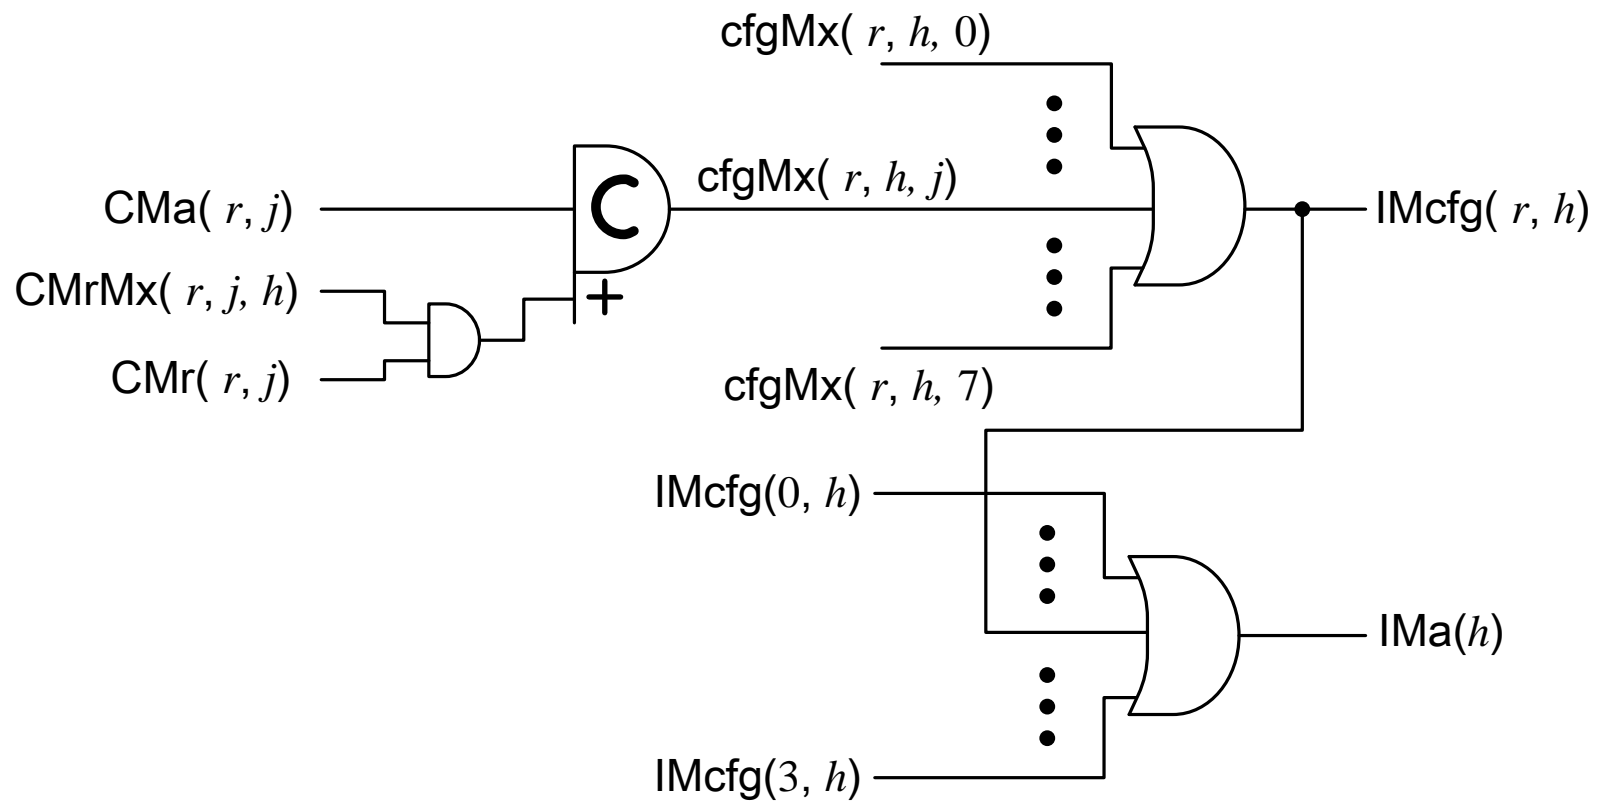 cfgMx( r, h, 0)
cfgMx( r, h, j)
CMa( r, j)
C
IMcfg( r, h)
CMrMx( r, j, h)
+
CMr( r, j)
cfgMx( r, h, 7)
IMcfg(0, h)
IMa(h)
IMcfg(3, h)